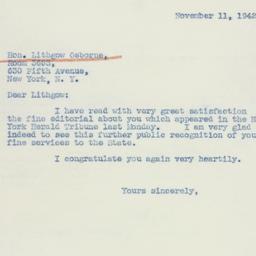 November 11, 1942
Hon. Lithgow Osborne,
Room 5603,
630 Fifth Avenue,
New York, N. Y.
Dear Lithgow:
I have read with very great satisfaction
the fine editorial about you which appeared in the N
York Herald Tribune last Monday. I am very glad
indeed to see this further public recognition of you
fine services to the State.
I congratulate you again very heartily.
Yours sincerely,